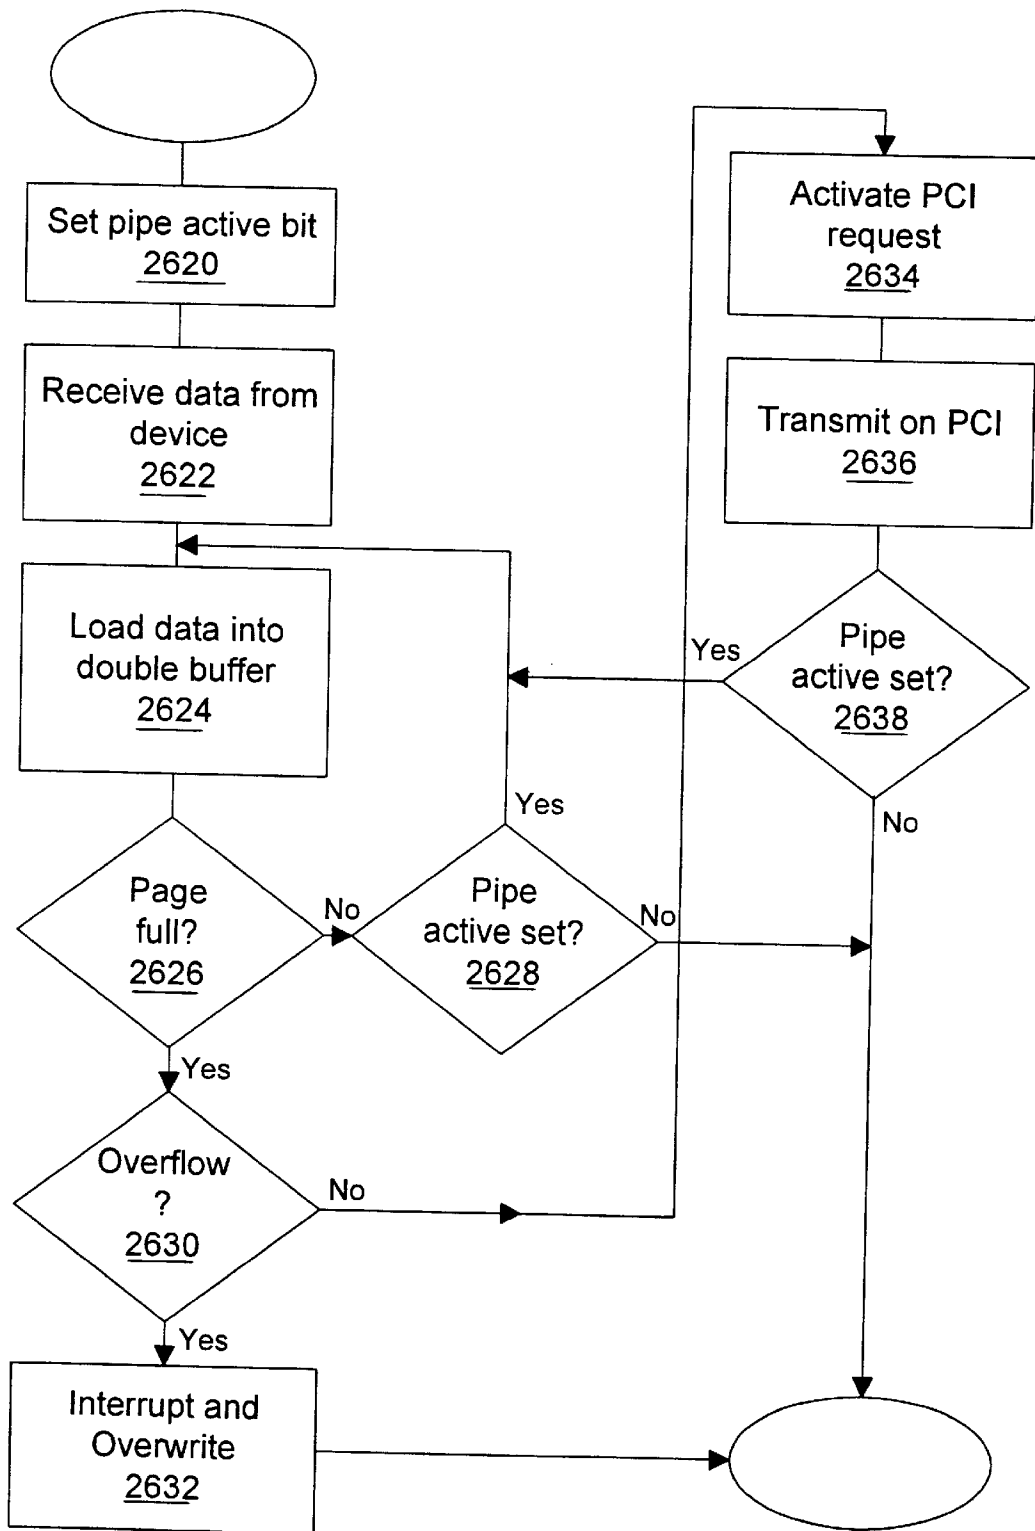 Set pipe active bit
2620
Receive data from
device
2622
Load data into
double buffer
2624
Page
full?
2626
No
Yes
Pipe
active set?
2628
Yes
No
Overflow
?
2630
No
Yes
Interrupt and
Overwrite
2632
Activate PCI
request
2634
Transmit on PCI
2636
Pipe
active set?
2638
Yes
No